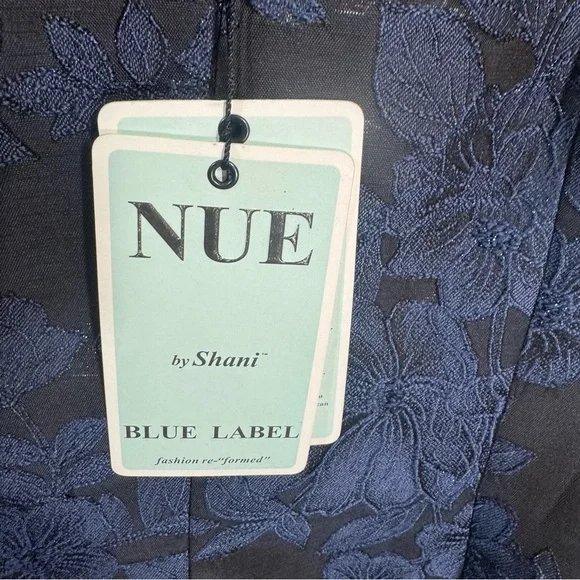 NUE
by Shani™
BLUE LABEL
fashion re-“formed”